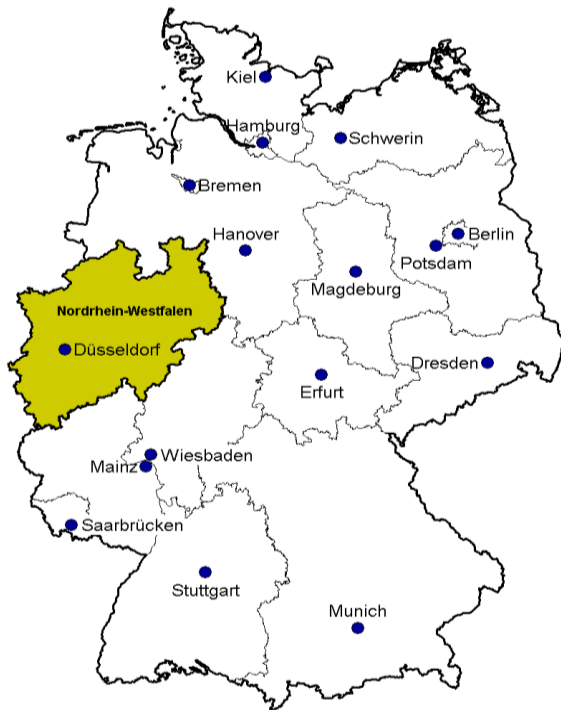 Kiel
Hamburg
Schwerin
Bremen
Berlin
Hanover
Potsdam
Magdeburg
Nordrhein-Westfalen
Düsseldorf
Dresden
Erfurt
Wiesbaden
Mainz
Saarbrücken
Stuttgart
Munich